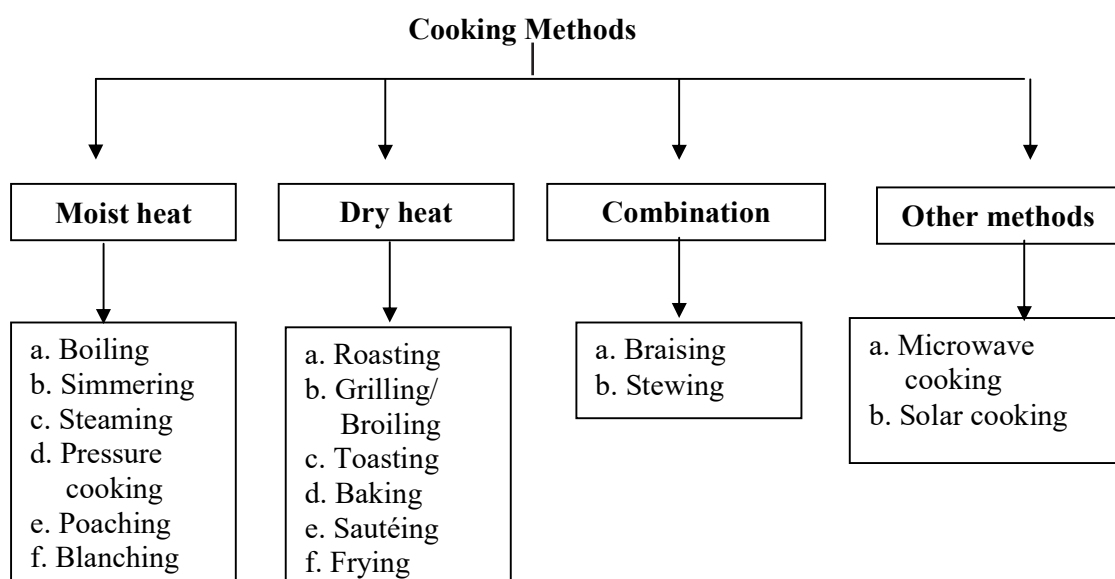 Cooking Methods
Moist heat
Dry heat
Combination
Other methods
a. Boiling
b. Simmering
c. Steaming
d. Pressure
cooking
e. Poaching
f. Blanching
a. Roasting
b. Grilling/
Broiling
c. Toasting
d. Baking
e. Sautéing
f. Frying
a. Braising
b. Stewing
a. Microwave
cooking
b. Solar cooking